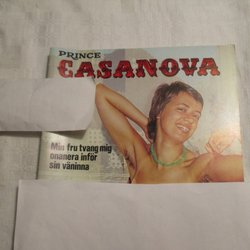 PRINCE
CASANOVA
Min fru tvang mig
onanera inför
sin väninna